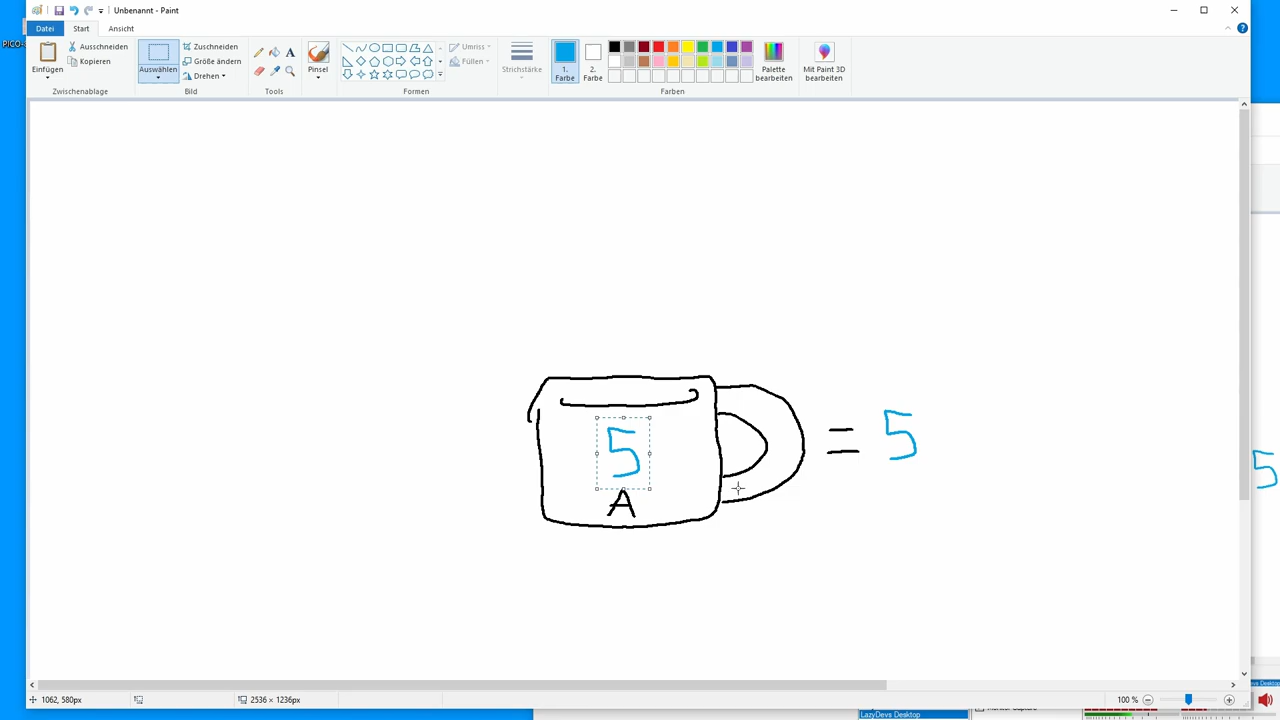 Unbenannt - Paint
PICO-
Datei Start Ansicht
Einfügen
Ausschneiden
Kopieren
Zwischenablage
Auswählen
Zuschneiden
Größe ändern
Drehen
Bild
A
Tools
Pinsel
Formen
Umriss
Füllen
Strichstärke
1.
Farbe
2.
Farbe
Farben
Palette
bearbeiten
Mit Paint 3D
bearbeiten
5
A
= 5
5
1062, 580px
2536 × 1236px
100 %
LazyDevs Desktop